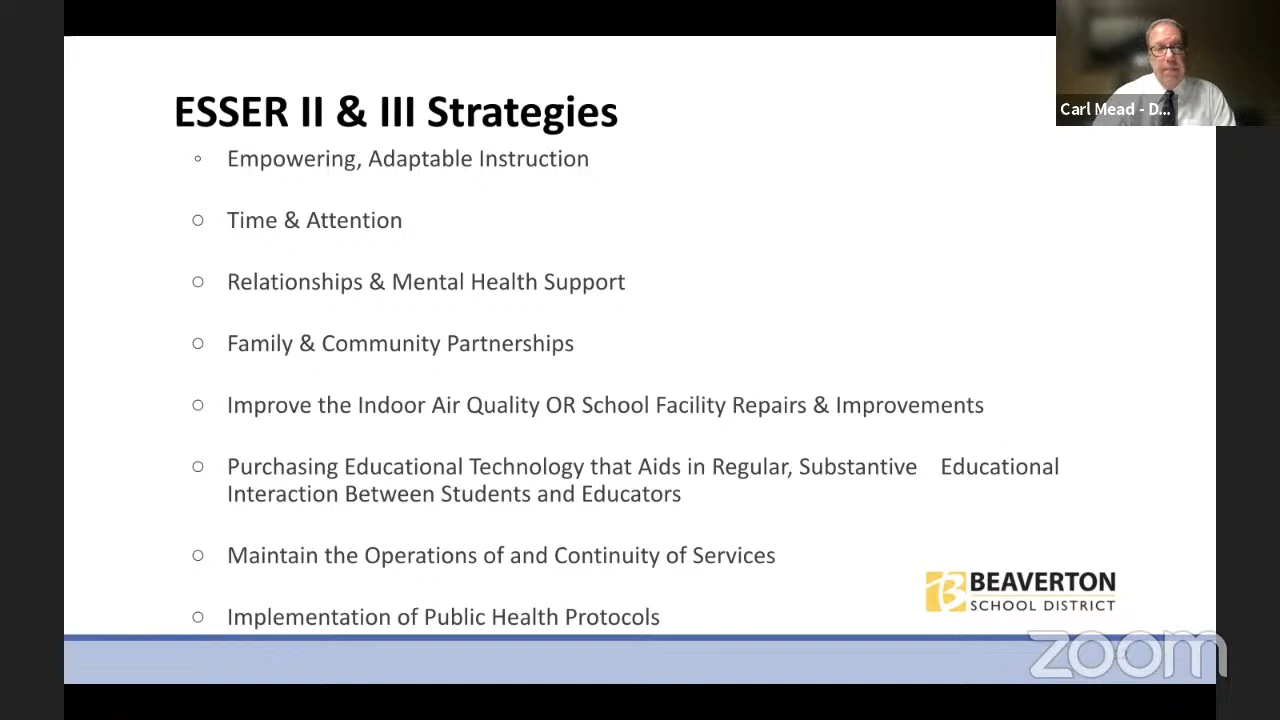 ESSER II & III Strategies
Carl Mead - D...
Empowering, Adaptable Instruction
Time & Attention
Relationships & Mental Health Support
Family & Community Partnerships
Improve the Indoor Air Quality OR School Facility Repairs & Improvements
Purchasing Educational Technology that Aids in Regular, Substantive Educational
Interaction Between Students and Educators
Maintain the Operations of and Continuity of Services
Implementation of Public Health Protocols
BEAVERTON
SCHOOL DISTRICT
zoom